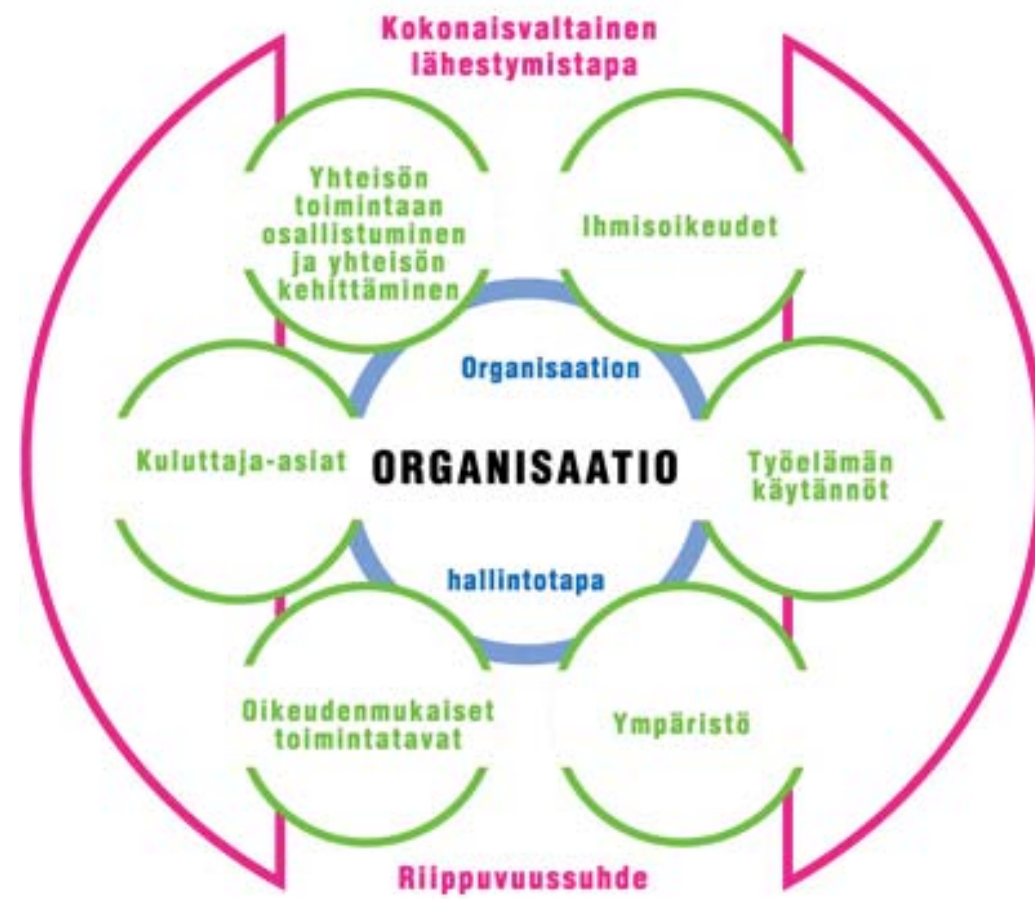 Kokonaisvaltainen
lähestymistapa
Yhteisön
toimintaan
osallistuminen
ja yhteisön
kehittäminen
Ihmisoikeudet
Organisaation
Kuluttaja-asiat
ORGANISAATIO
Työelämän
käytännöt
hallintotapa
Oikeudenmukaiset
toimintatavat
Ympäristö
Riippuvuussuhde